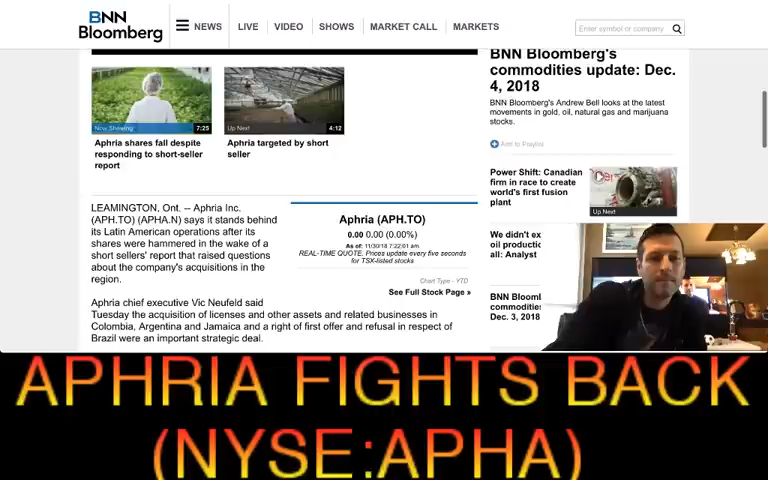 BNN
Bloomberg
NEWS
LIVE
VIDEO
SHOWS
MARKET CALL
MARKETS
Enter symbol or company
Now Showing
7:25
Up Next
4:12
Aphria shares fall despite
responding to short-seller
report
Aphria targeted by short
seller
LEAMINGTON, Ont. -- Aphria Inc.
(APH.TO) (APHA.N) says it stands behind
its Latin American operations after its
shares were hammered in the wake of a
short sellers' report that raised questions
about the company's acquisitions in the
region.
Aphria (APH.TO)
0.00 0.00 (0.00%)
As of: 11/30/18 7:22:01 am
REAL-TIME QUOTE. Prices update every five seconds
for TSX-listed stocks
Chart Type - YTD
See Full Stock Page »
Aphria chief executive Vic Neufeld said
Tuesday the acquisition of licenses and other assets and related businesses in
Colombia, Argentina and Jamaica and a right of first offer and refusal in respect of
Brazil were an important strategic deal.
BNN Bloomberg's
commodities update: Dec.
4, 2018
BNN Bloomberg's Andrew Bell looks at the latest
movements in gold, oil, natural gas and marijuana
stocks.
Add to Playlist
Power Shift: Canadian
firm in race to create
world's first fusion
plant
Up Next
We didn't ex
oil productic
all: Analyst
BNN Bloomb
commodities
Dec. 3, 2018
APHRIA FIGHTS BACK
(NYSE:APHA)